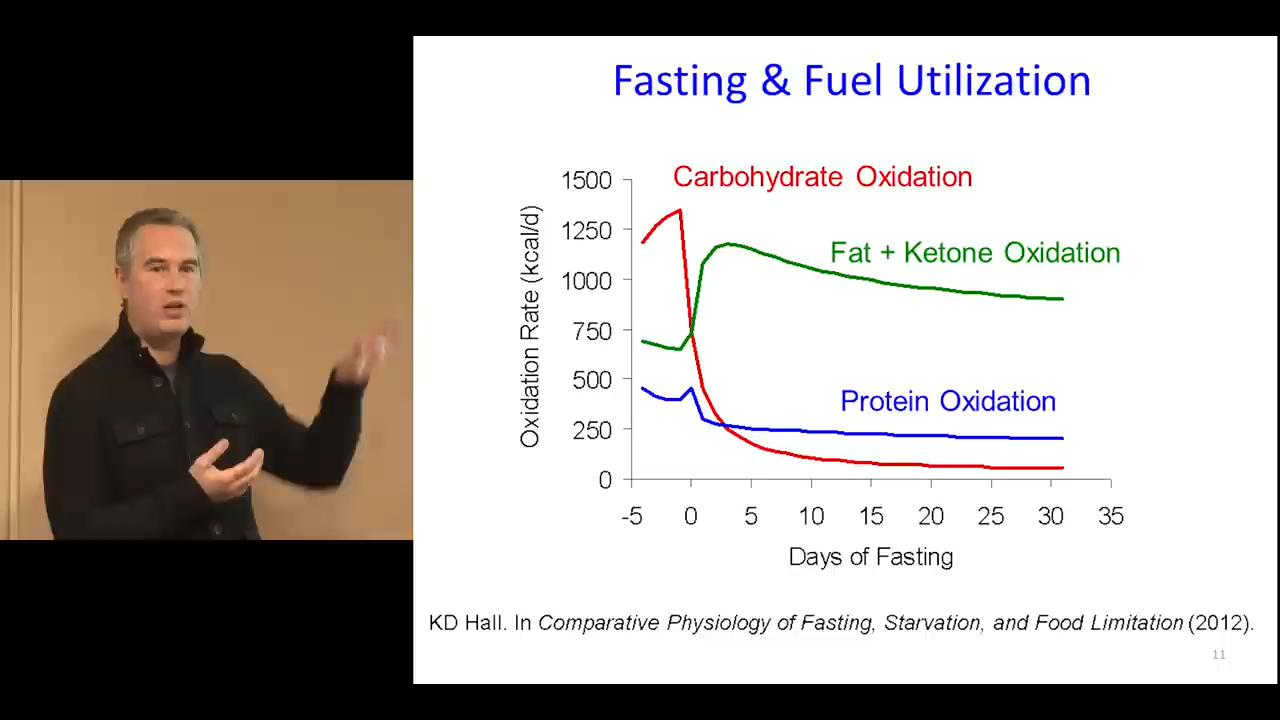 Fasting & Fuel Utilization
Carbohydrate Oxidation
Fat + Ketone Oxidation
Protein Oxidation
Oxidation Rate (kcal/d)
1500
1250
1000
750
500
250
0
-5 0 5 10 15 20 25 30 35
Days of Fasting
KD Hall. In Comparative Physiology of Fasting, Starvation, and Food Limitation (2012).
11